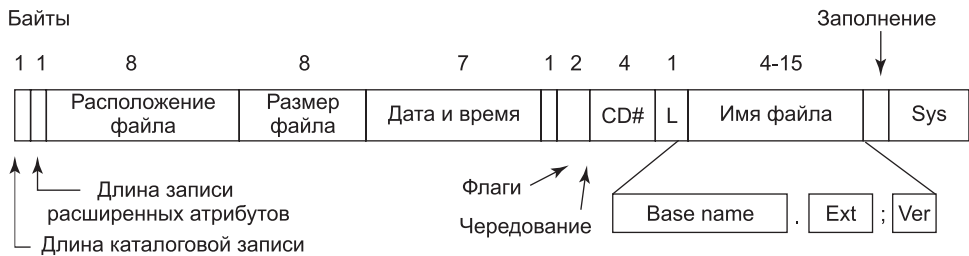 Байты
Заполнение
1 1 8 8 7 1 2 4 1 4-15
Расположение файла
Размер файла
Дата и время
CD#
L
Имя файла
Sys
Длина записи
расширенных атрибутов
Длина каталоговой записи
Флаги
Чередование
Base name . Ext ; Ver